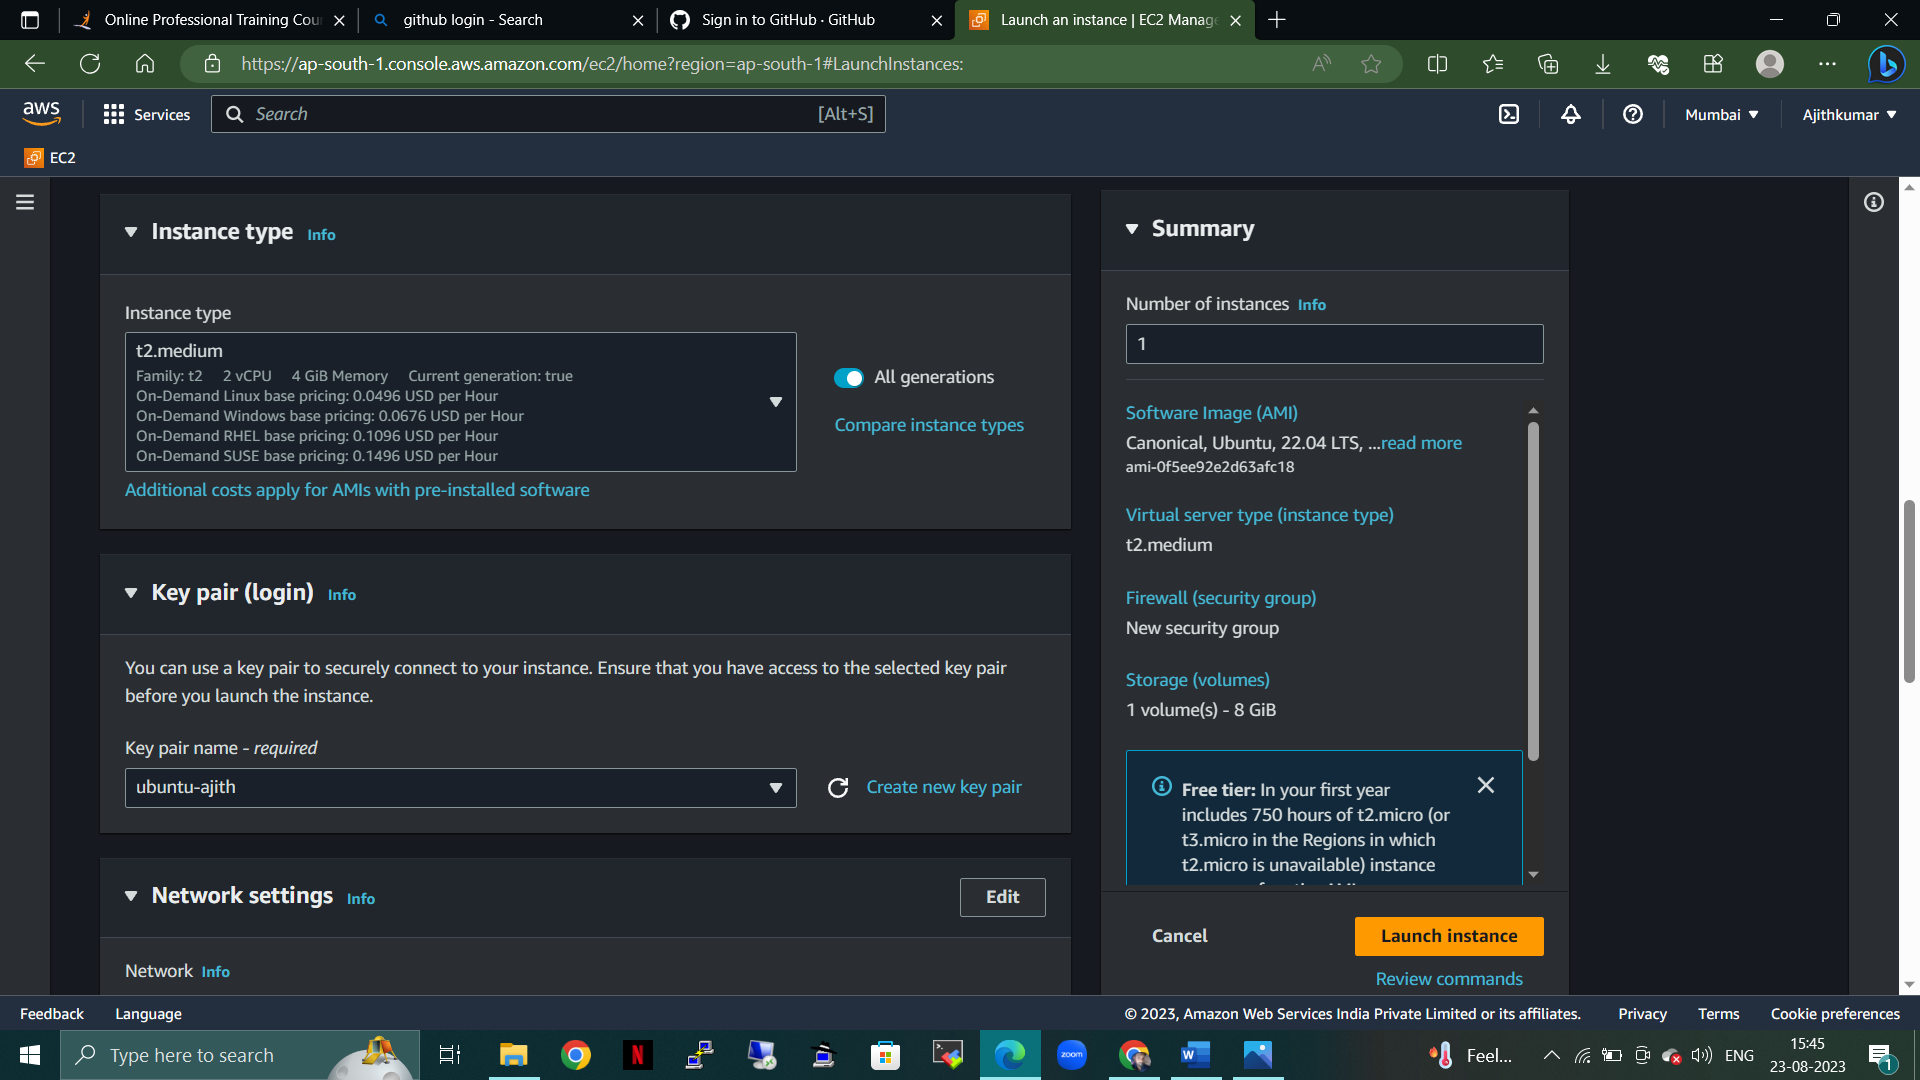 Online Professional Training Cou
github login - Search
Sign in to GitHub · GitHub
Launch an instance | EC2 Manage
https://ap-south-1.console.aws.amazon.com/ec2/home?region=ap-south-1#LaunchInstances:
aws
Services
Search
[Alt+S]
Mumbai
Ajithkumar
EC2
Instance type Info
Instance type
t2.medium
Family: t2 2 vCPU 4 GiB Memory Current generation: true
On-Demand Linux base pricing: 0.0496 USD per Hour
On-Demand Windows base pricing: 0.0676 USD per Hour
On-Demand RHEL base pricing: 0.1096 USD per Hour
On-Demand SUSE base pricing: 0.1496 USD per Hour
All generations
Compare instance types
Additional costs apply for AMIs with pre-installed software
Key pair (login) Info
You can use a key pair to securely connect to your instance. Ensure that you have access to the selected key pair
before you launch the instance.
Key pair name - required
ubuntu-ajith
Create new key pair
Network settings Info
Edit
Network Info
Summary
Number of instances Info
1
Software Image (AMI)
Canonical, Ubuntu, 22.04 LTS, ...read more
ami-0f5ee92e2d63afc18
Virtual server type (instance type)
t2.medium
Firewall (security group)
New security group
Storage (volumes)
1 volume(s) - 8 GiB
Free tier: In your first year
includes 750 hours of t2.micro (or
t3.micro in the Regions in which
t2.micro is unavailable) instance
Cancel
Launch instance
Review commands
Feedback
Language
© 2023, Amazon Web Services India Private Limited or its affiliates.
Privacy
Terms
Cookie preferences
Type here to search
zoom
Feel...
ENG
15:45
23-08-2023
1